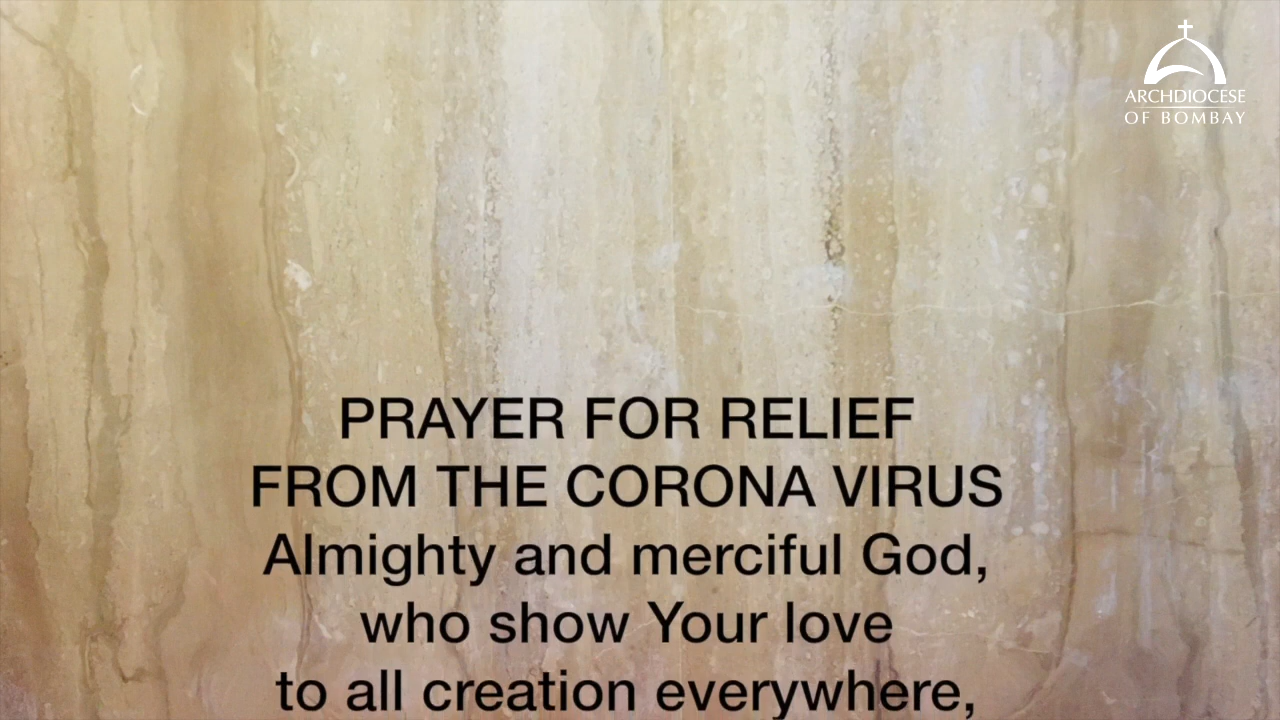 ARCHDIOCESE
OF BOMBAY
PRAYER FOR RELIEF
FROM THE CORONA VIRUS
Almighty and merciful God,
who show Your love
to all creation everywhere,